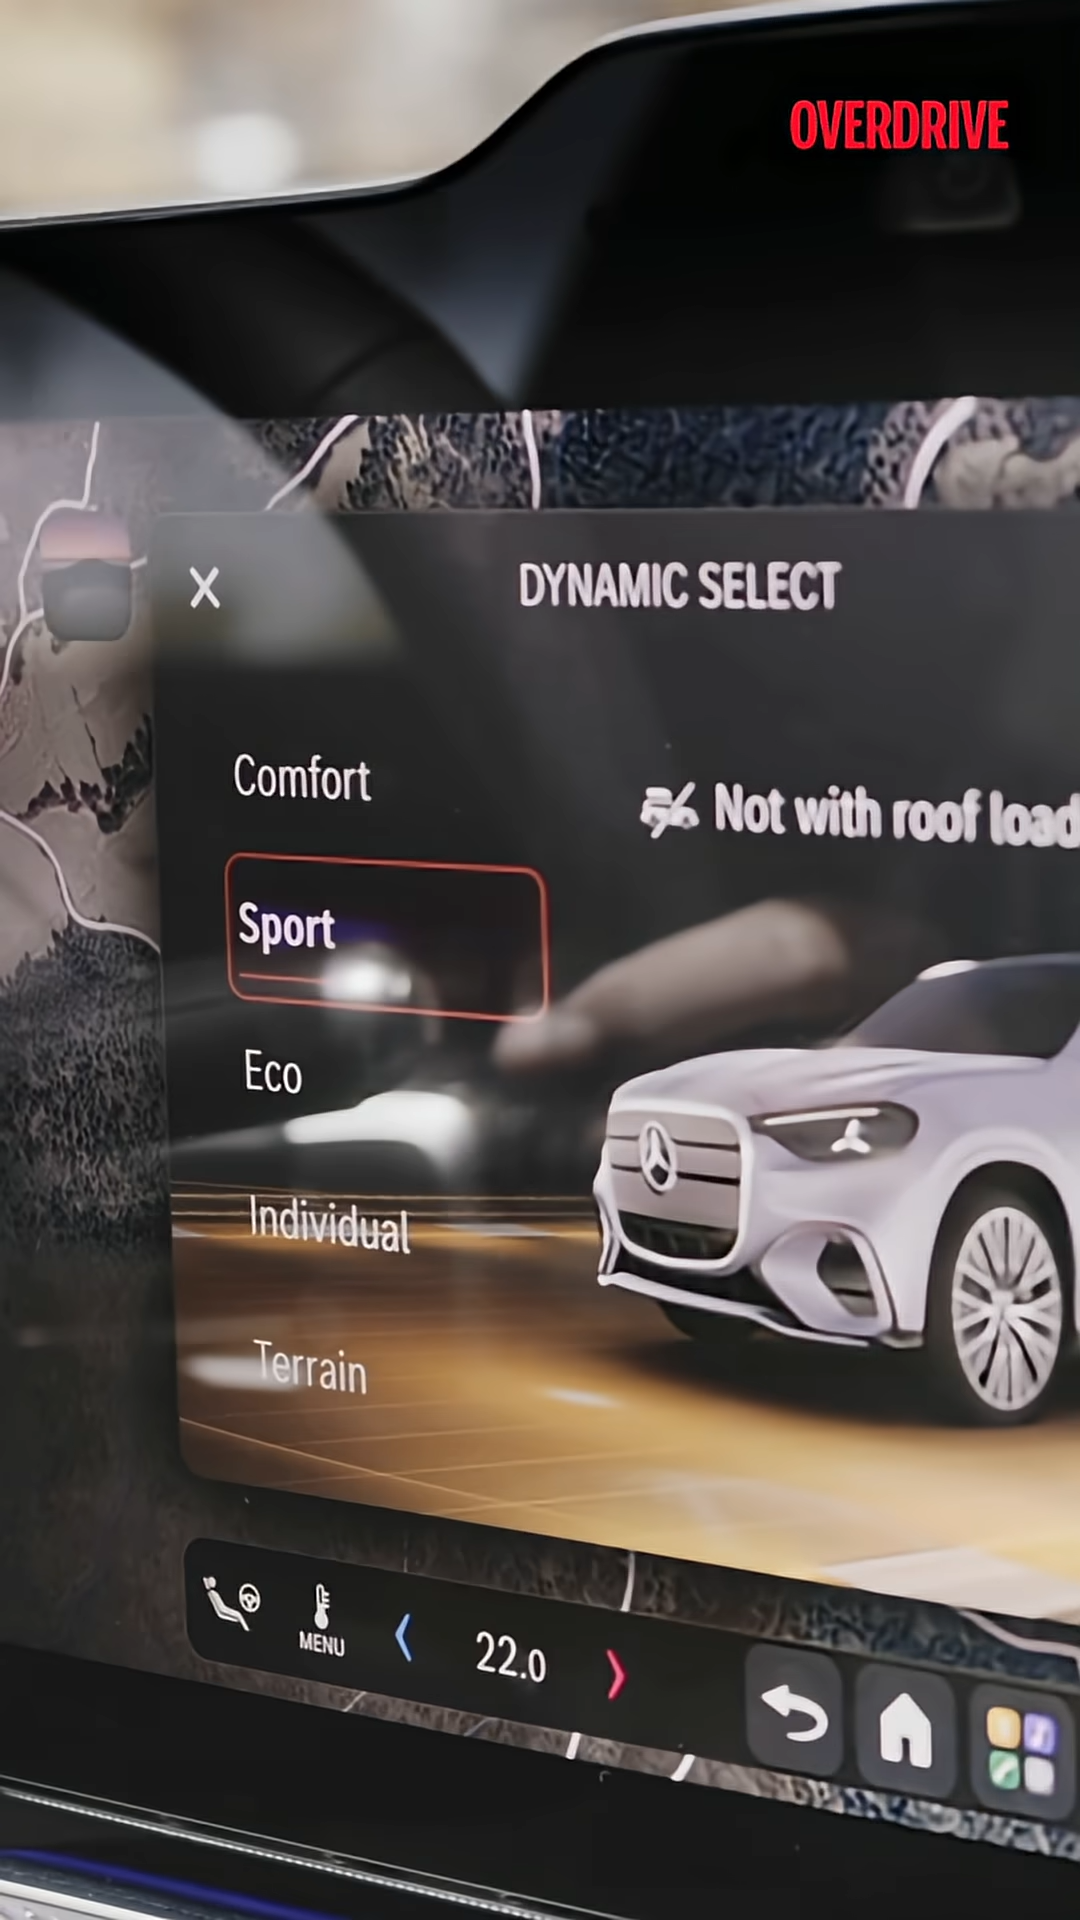 OVERDRIVE
DYNAMIC SELECT
Comfort
Not with roof load
Sport
Eco
Individual
Terrain
MENU
22.0